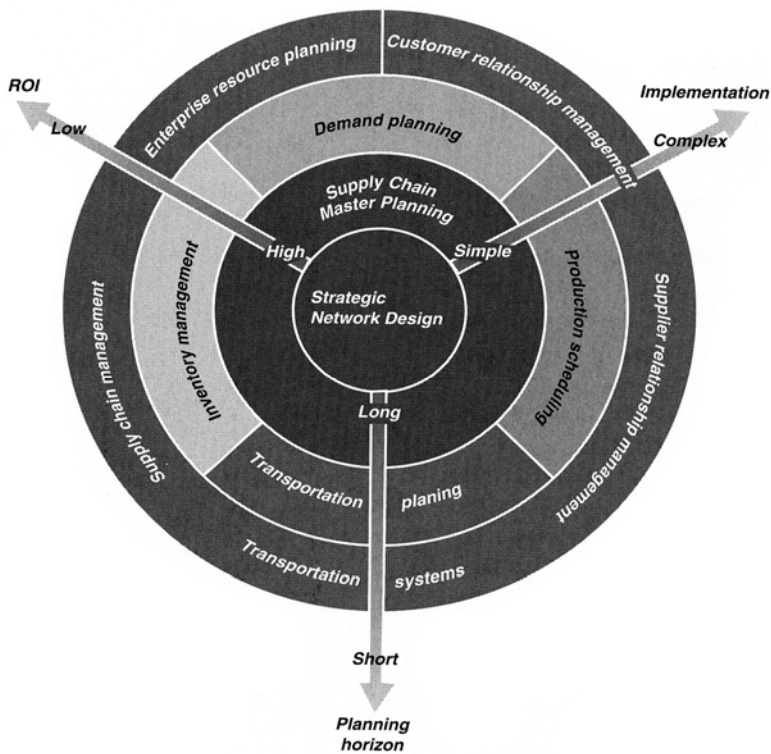 Enterprise resource planning
Customer relationship management
ROI
Implementation
Low
Complex
Demand planning
Supply Chain
Master Planning
High
Simple
Strategic
Network Design
Supply chain management
Inventory management
Production scheduling
Supplier relationship management
Long
Transportation planing
Transportation systems
Short
Planning
horizon